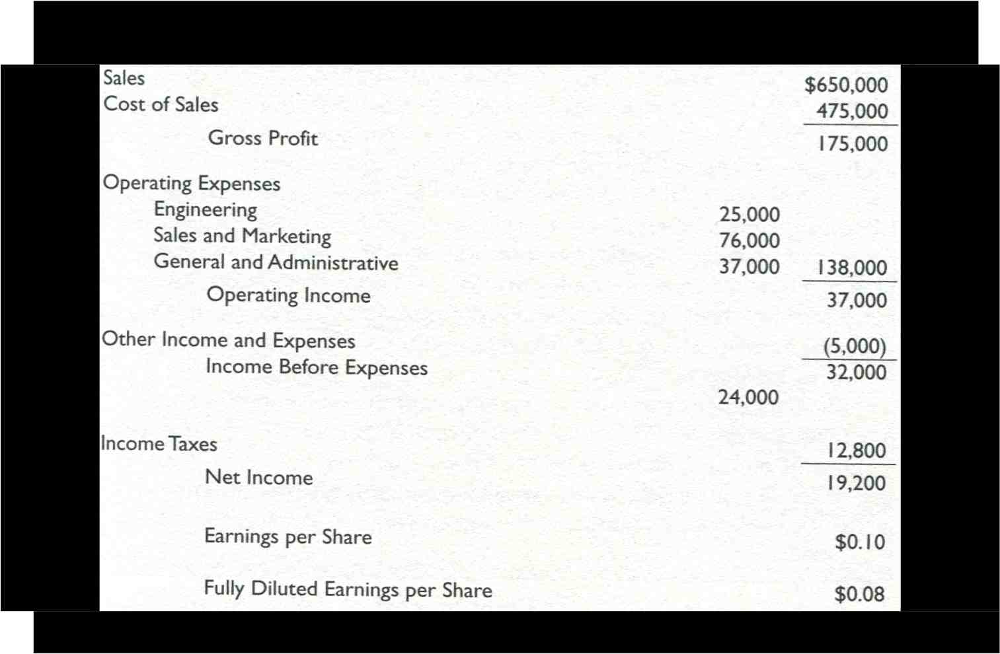 Sales $650,000
Cost of Sales 475,000
Gross Profit 175,000
Operating Expenses
Engineering 25,000
Sales and Marketing 76,000
General and Administrative 37,000 138,000
Operating Income 37,000
Other Income and Expenses (5,000)
Income Before Expenses 32,000
24,000
Income Taxes 12,800
Net Income 19,200
Earnings per Share $0.10
Fully Diluted Earnings per Share $0.08